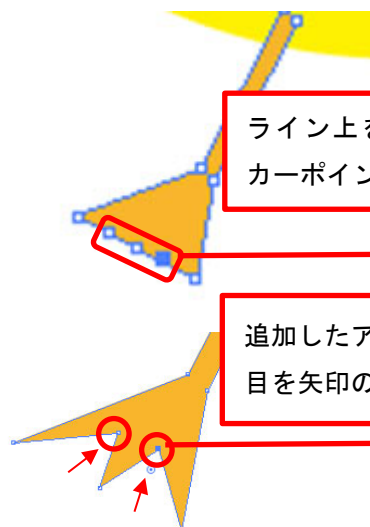 ライン上を
カーポイン
追加したア
目を矢印の